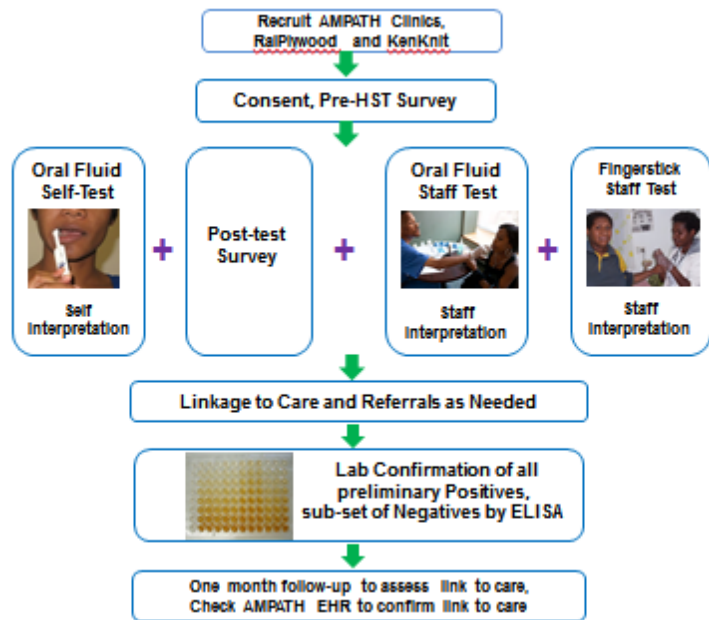 Recruit AMPATH Clinics,
RaiPlywood and KenKnit
Consent, Pre-HST Survey
Oral Fluid
Self-Test
Self
Interpretation
+
Post-test
Survey
+
Oral Fluid
Staff Test
Staff
Interpretation
+
Fingerstick
Staff Test
Staff
Interpretation
Linkage to Care and Referrals as Needed
Lab Confirmation of all
preliminary Positives,
sub-set of Negatives by ELISA
One month follow-up to assess link to care,
Check AMPATH EHR to confirm link to care